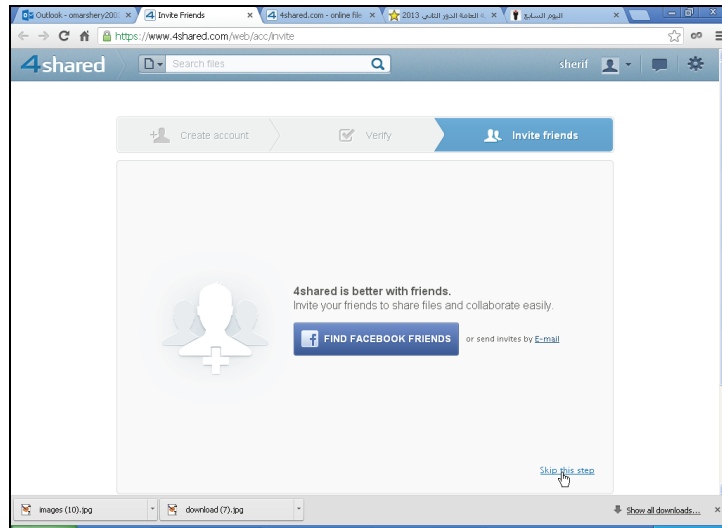 Outlook - omarshery200
Invite Friends
4shared.com - online file
4 العامة الدور الثاني 2013
اليوم السابع
https://www.4shared.com/web/acc/invite
4shared
Search files
sherif
Create account
Verify
Invite friends
4shared is better with friends.
Invite your friends to share files and collaborate easily.
f FIND FACEBOOK FRIENDS or send invites by E-mail
Skip this step
images (10).jpg
download (7).jpg
Show all downloads...